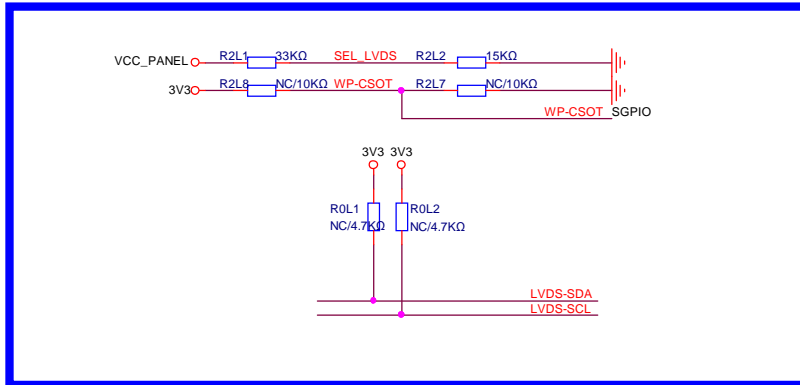 VCC_PANEL R2L1 33KΩ SEL_LVDS R2L2 15KΩ
3V3 R2L8 NC/10KΩ WP-CSOT R2L7 NC/10KΩ
WP-CSOT SGPIO
3V3 3V3
R0L1 R0L2
NC/4.7KΩ NC/4.7KΩ
LVDS-SDA
LVDS-SCL